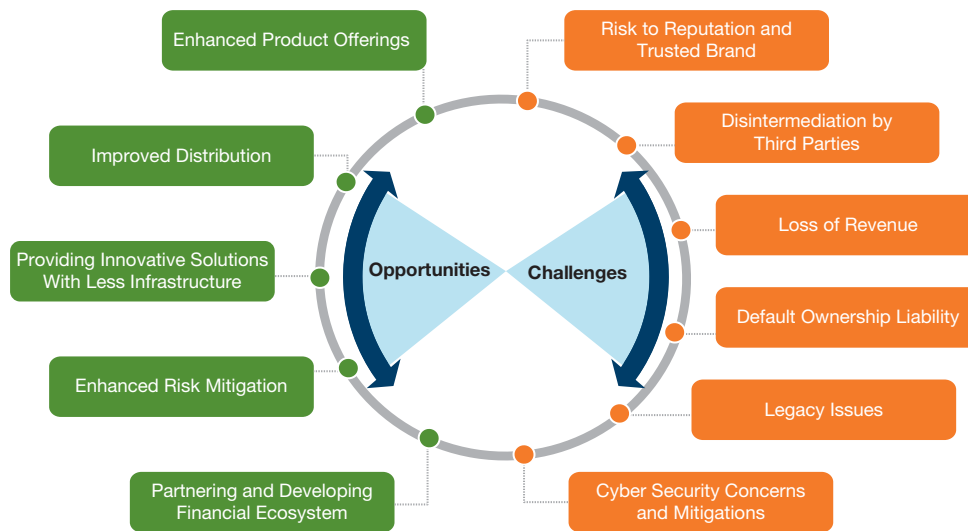 Enhanced Product Offerings
Risk to Reputation and
Trusted Brand
Improved Distribution
Disintermediation by
Third Parties
Providing Innovative Solutions
With Less Infrastructure
Opportunities
Challenges
Loss of Revenue
Default Ownership Liability
Enhanced Risk Mitigation
Legacy Issues
Partnering and Developing
Financial Ecosystem
Cyber Security Concerns
and Mitigations